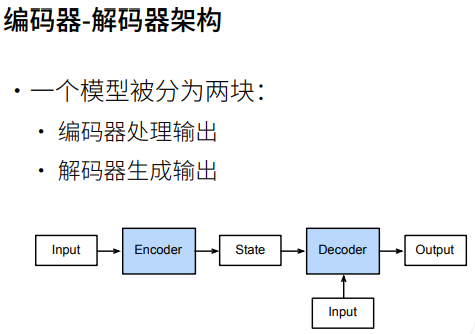 编码器-解码器架构
• 一个模型被分为两块：
• 编码器处理输出
• 解码器生成输出
Input
Encoder
State
Decoder
Output
Input